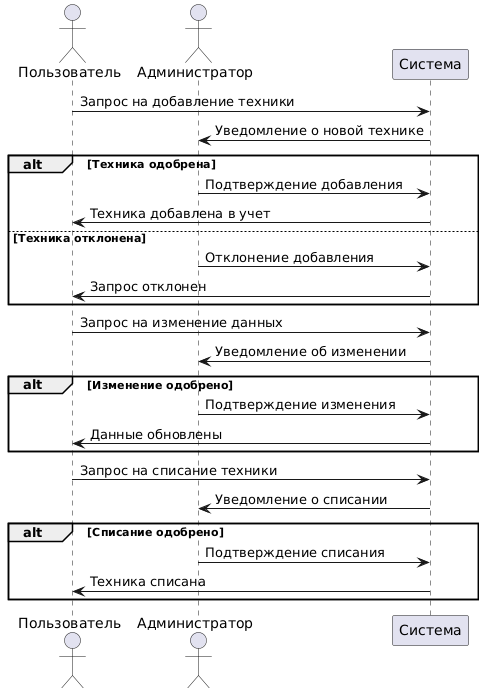 Пользователь
Администратор
Система
Запрос на добавление техники
Уведомление о новой технике
alt
[Техника одобрена]
Подтверждение добавления
Техника добавлена в учет
[Техника отклонена]
Отклонение добавления
Запрос отклонен
Запрос на изменение данных
Уведомление об изменении
alt
[Изменение одобрено]
Подтверждение изменения
Данные обновлены
Запрос на списание техники
Уведомление о списании
alt
[Списание одобрено]
Подтверждение списания
Техника списана
Пользователь
Администратор
Система